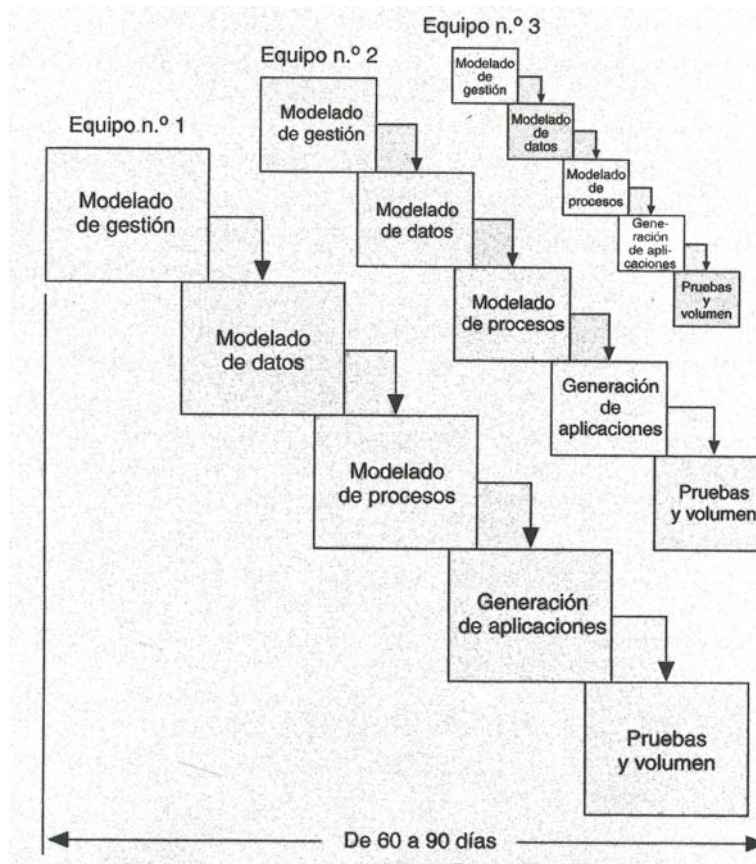 Equipo n.º 1
Modelado
de gestión
Modelado
de datos
Modelado
de procesos
Generación
de aplicaciones
Pruebas
y volumen
Equipo n.º 2
Modelado
de gestión
Modelado
de datos
Modelado
de procesos
Generación
de
aplicaciones
Pruebas
y volumen
Equipo n.º 3
Modelado
de
gestión
Modelado
de
datos
Modelado
de
procesos
Gene-
ración
de apli-
caciones
Pruebas
y
volumen
De 60 a 90 días